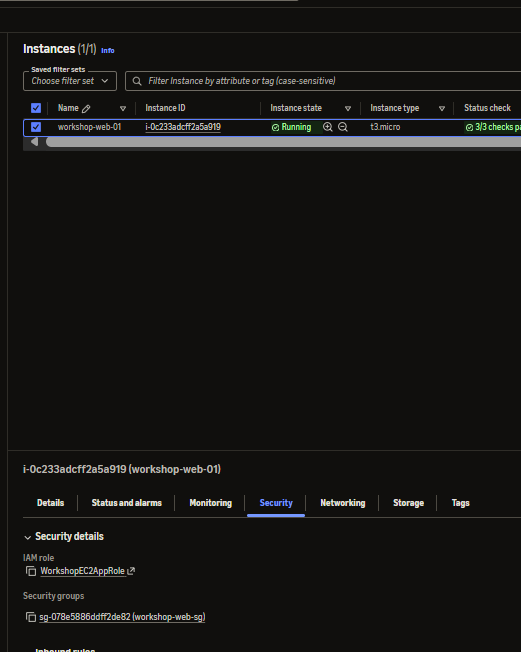 Instances (1/1) Info
Saved filter sets
Choose filter set
Filter Instance by attribute or tag (case-sensitive)
Name Instance ID Instance state Instance type Status check
workshop-web-01 i-0c233adcff2a5a919 Running t3.micro 3/3 checks pa
i-0c233adcff2a5a919 (workshop-web-01)
Details Status and alarms Monitoring Security Networking Storage Tags
Security details
IAM role
WorkshopEC2AppRole
Security groups
sg-078e5886ddff2de82 (workshop-web-sg)
Inbound rules